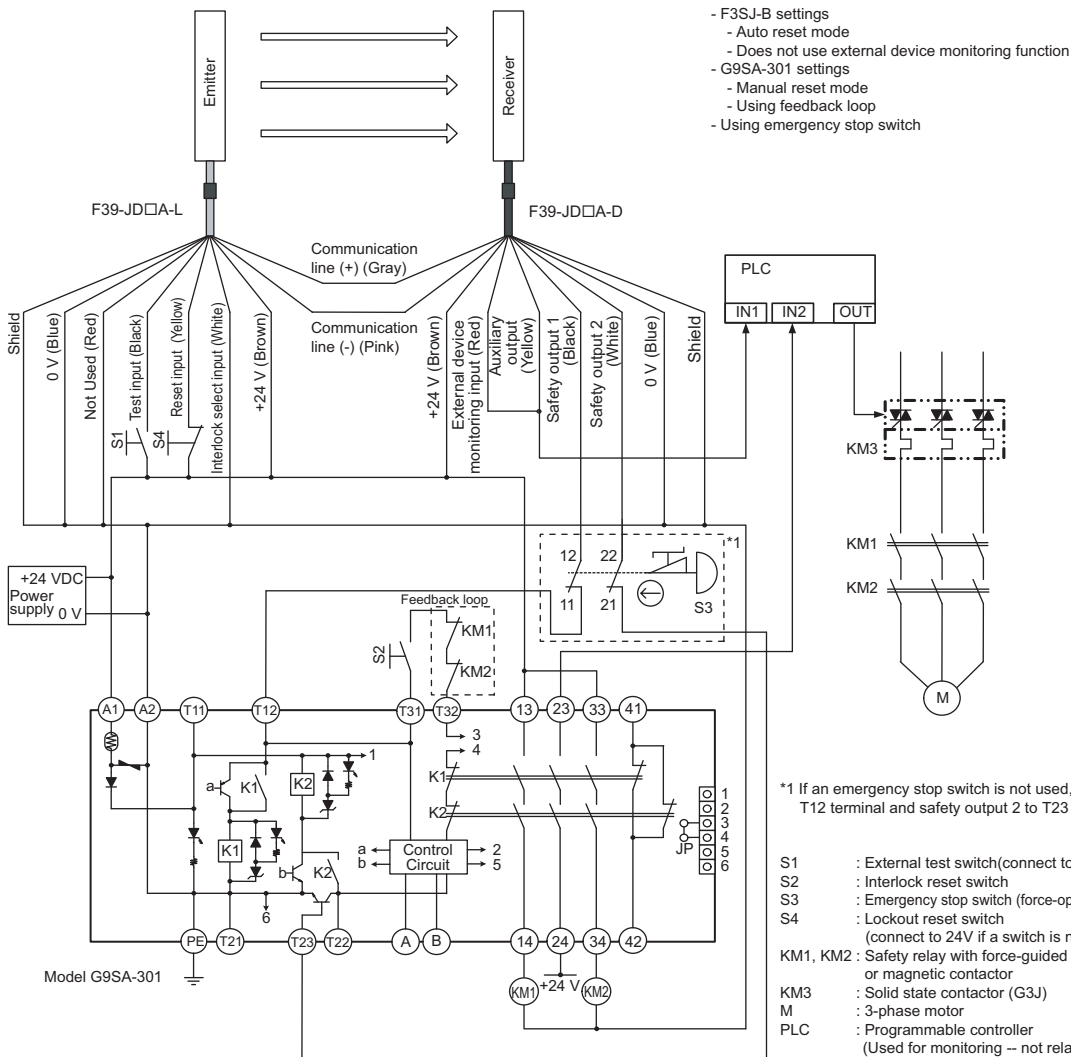 - F3SJ-B settings
- Auto reset mode
- Does not use external device monitoring function
- G9SA-301 settings
- Manual reset mode
- Using feedback loop
- Using emergency stop switch
Emitter
Receiver
F39-JD□A-L
F39-JD□A-D
Communication
line (+) (Gray)
Communication
line (-) (Pink)
Shield
0 V (Blue)
Not Used (Red)
Test input (Black)
Reset input (Yellow)
Interlock select input (White)
+24 V (Brown)
+24 V (Brown)
External device
monitoring input (Red)
Auxiliary
output
(Yellow)
Safety output 1
(Black)
Safety output 2
(White)
0 V (Blue)
Shield
S1
S4
PLC
IN1
IN2
OUT
KM3
KM1
KM2
M
*1
12
22
11
21
S3
+24 VDC
Power
supply 0 V
Feedback loop
S2
KM1
KM2
A1
A2
T11
T12
T31
T32
13
23
33
41
1
3
4
a
K1
K2
K1
K2
K1
b
K2
a
b
Control
Circuit
2
5
6
JP
1
2
3
4
5
6
PE
T21
T23
T22
A
B
14
24
34
42
Model G9SA-301
KM1
+24 V
KM2
*1 If an emergency stop switch is not used,
T12 terminal and safety output 2 to T23
S1 : External test switch(connect to
S2 : Interlock reset switch
S3 : Emergency stop switch (force-op
S4 : Lockout reset switch
(connect to 24V if a switch is n
KM1, KM2 : Safety relay with force-guided
or magnetic contactor
KM3 : Solid state contactor (G3J)
M : 3-phase motor
PLC : Programmable controller
(Used for monitoring -- not rela